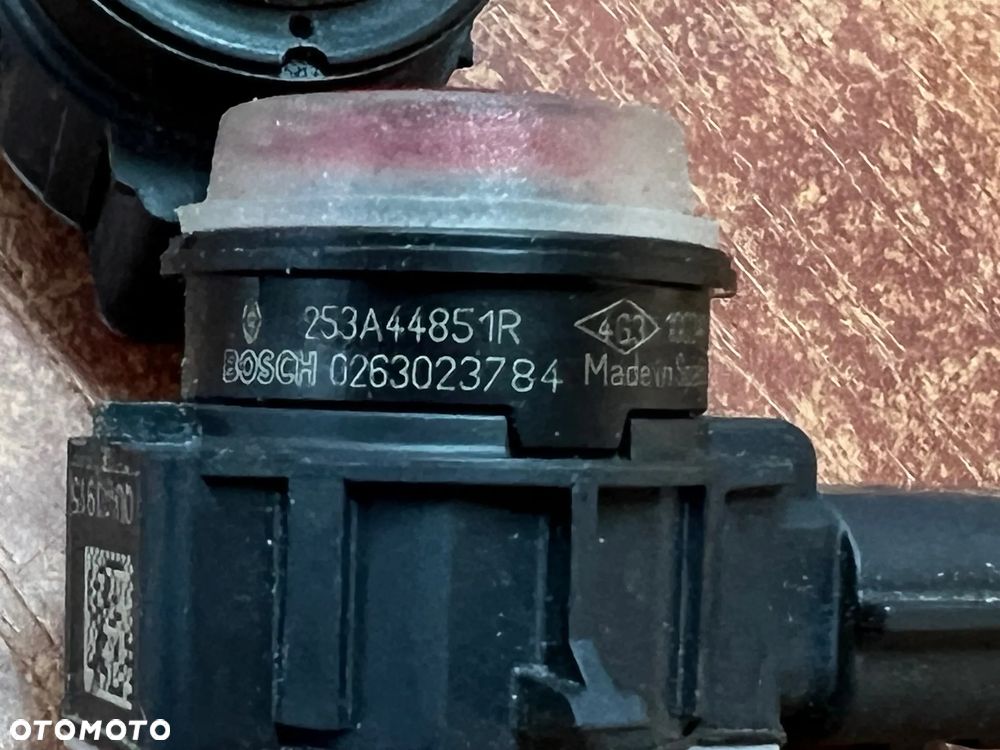 253A44851R
4G3
BOSCH 0263023784 Made in
OTOMOTO